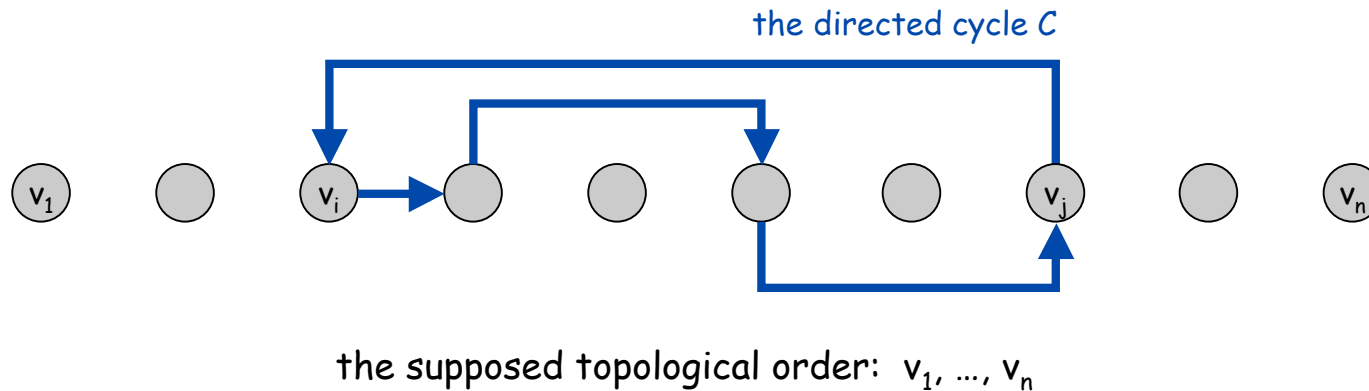 the directed cycle C
v₁ vᵢ vⱼ vₙ
the supposed topological order: v₁, …, vₙ